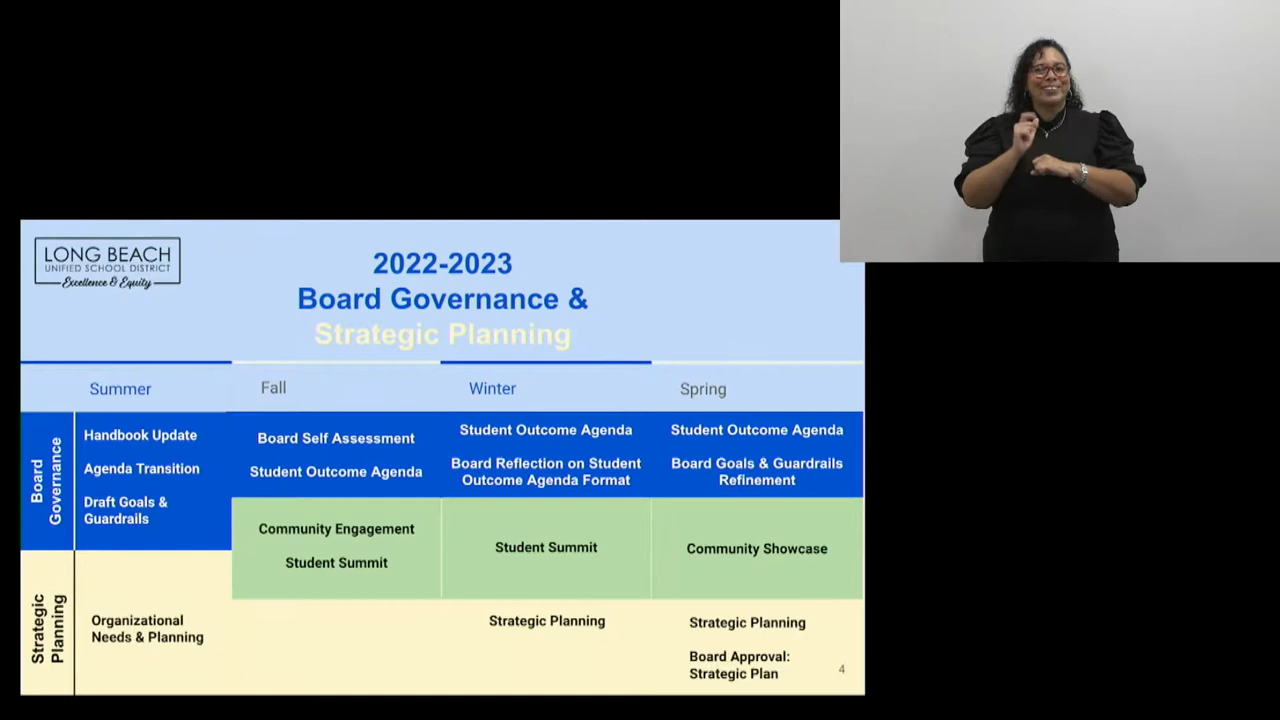 LONG BEACH
UNIFIED SCHOOL DISTRICT
Excellence & Equity
2022-2023
Board Governance &
Strategic Planning
Summer
Fall
Winter
Spring
Board
Governance
Handbook Update
Agenda Transition
Draft Goals &
Guardrails
Board Self Assessment
Student Outcome Agenda
Student Outcome Agenda
Board Reflection on Student
Outcome Agenda Format
Student Outcome Agenda
Board Goals & Guardrails
Refinement
Community Engagement
Student Summit
Student Summit
Community Showcase
Strategic
Planning
Organizational
Needs & Planning
Strategic Planning
Strategic Planning
Board Approval:
Strategic Plan
4